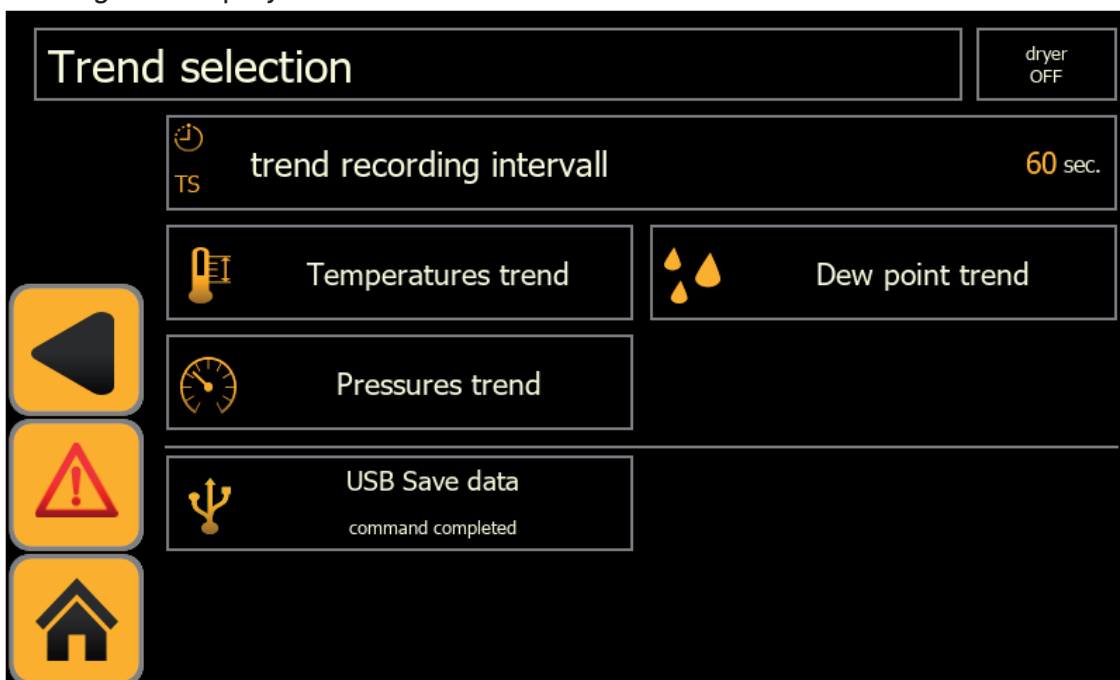 Trend selection
dryer
OFF
TS
trend recording intervall
60 sec.
Temperatures trend
Dew point trend
Pressures trend
USB Save data
command completed